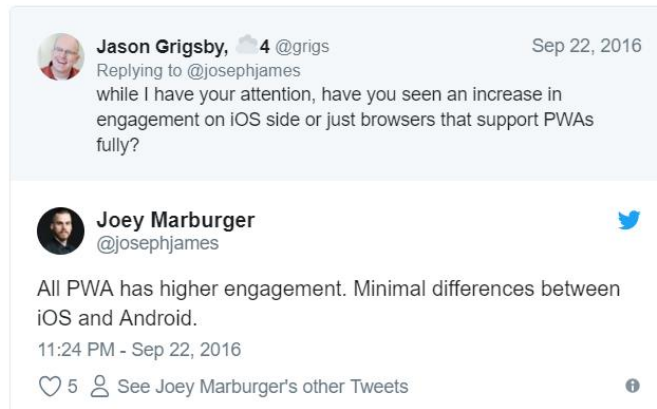 Jason Grigsby, ☁4 @grigs Sep 22, 2016
Replying to @josephjames
while I have your attention, have you seen an increase in
engagement on iOS side or just browsers that support PWAs
fully?
Joey Marburger
@josephjames
All PWA has higher engagement. Minimal differences between
iOS and Android.
11:24 PM - Sep 22, 2016
5 See Joey Marburger's other Tweets